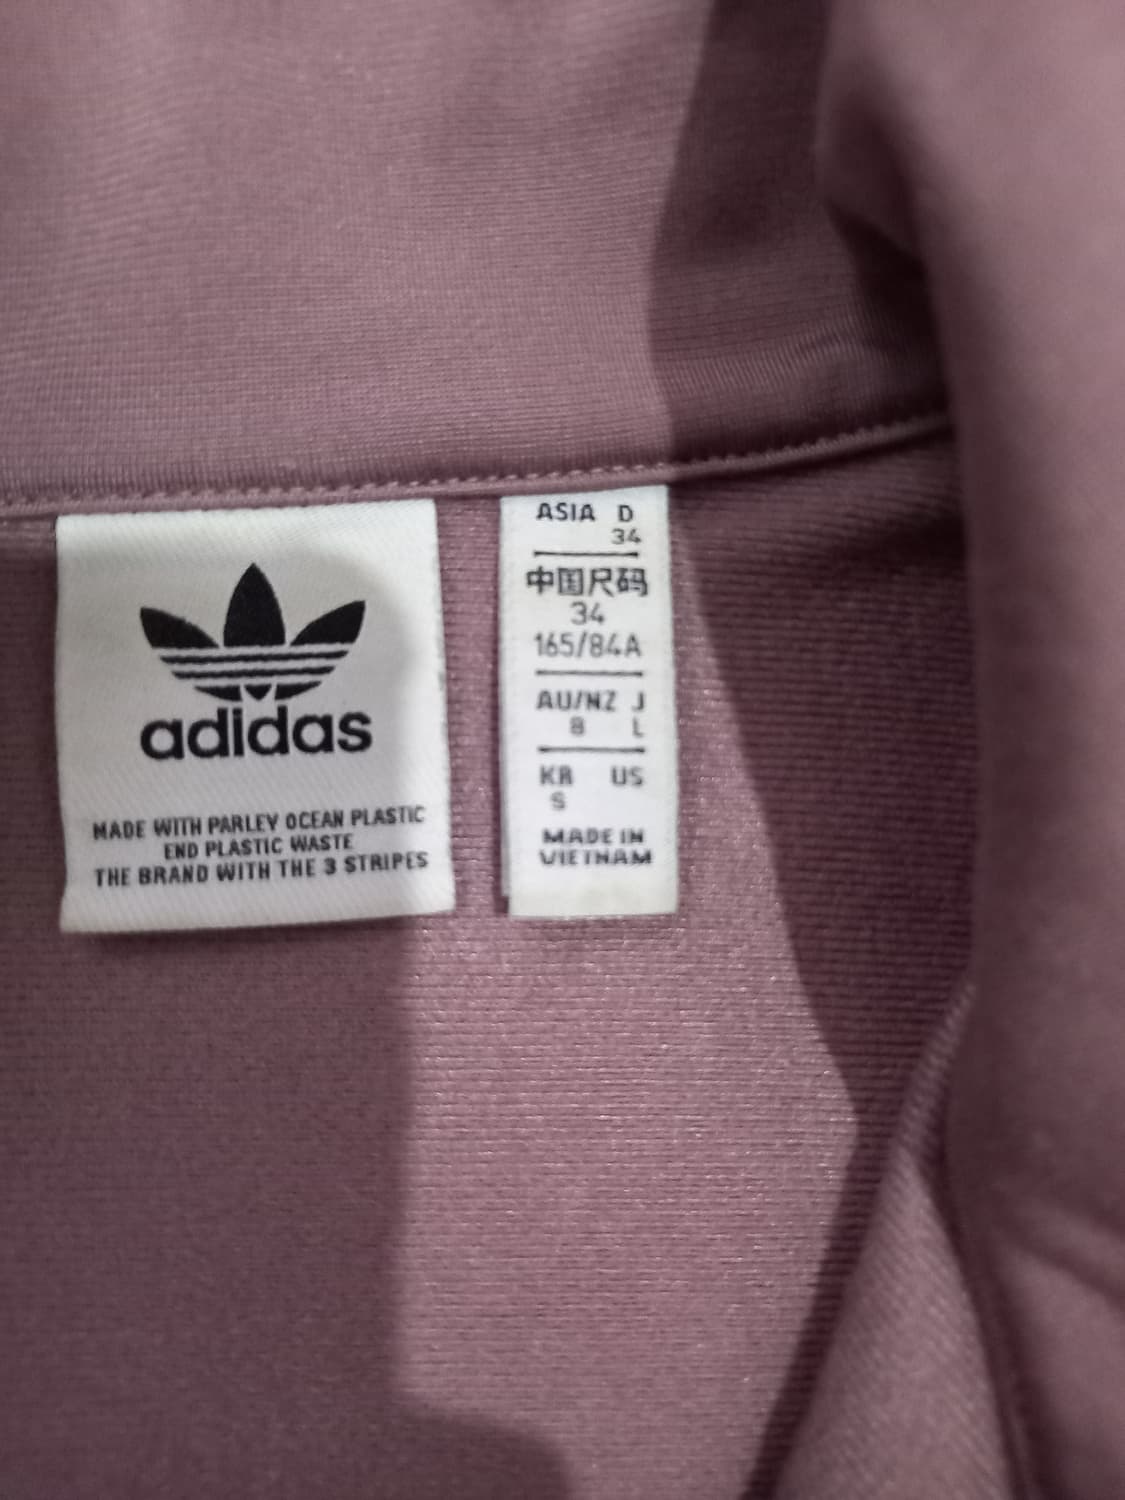 adidas
MADE WITH PARLEY OCEAN PLASTIC
END PLASTIC WASTE
THE BRAND WITH THE 3 STRIPES
ASIA D
34
中国尺码
34
165/84A
AU/NZ J
8 L
KR US
S
MADE IN
VIETNAM